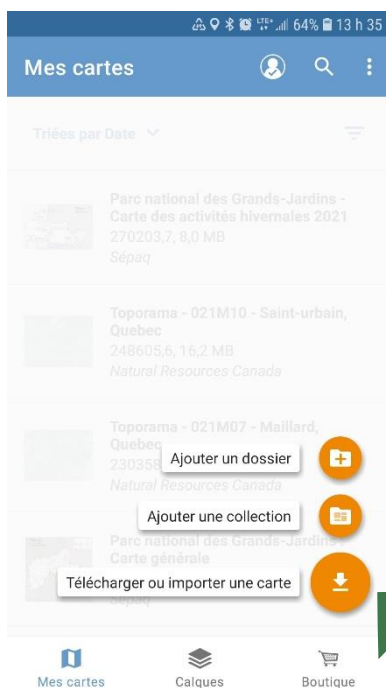 LTE+ 64% 13 h 35
Mes cartes
Triées par Date
Parc national des Grands-Jardins -
Carte des activités hivernales 2021
270203,7, 8,0 MB
Sépaq
Toporama - 021M10 - Saint-urbain,
Quebec
248605,6, 16,2 MB
Natural Resources Canada
Toporama - 021M07 - Maillard,
Quebec
230358
Ajouter un dossier
Natural Resources Canada
Ajouter une collection
Parc national des Grands-Jardins -
Carte générale
Télécharger ou importer une carte
Sépaq
Mes cartes
Calques
Boutique